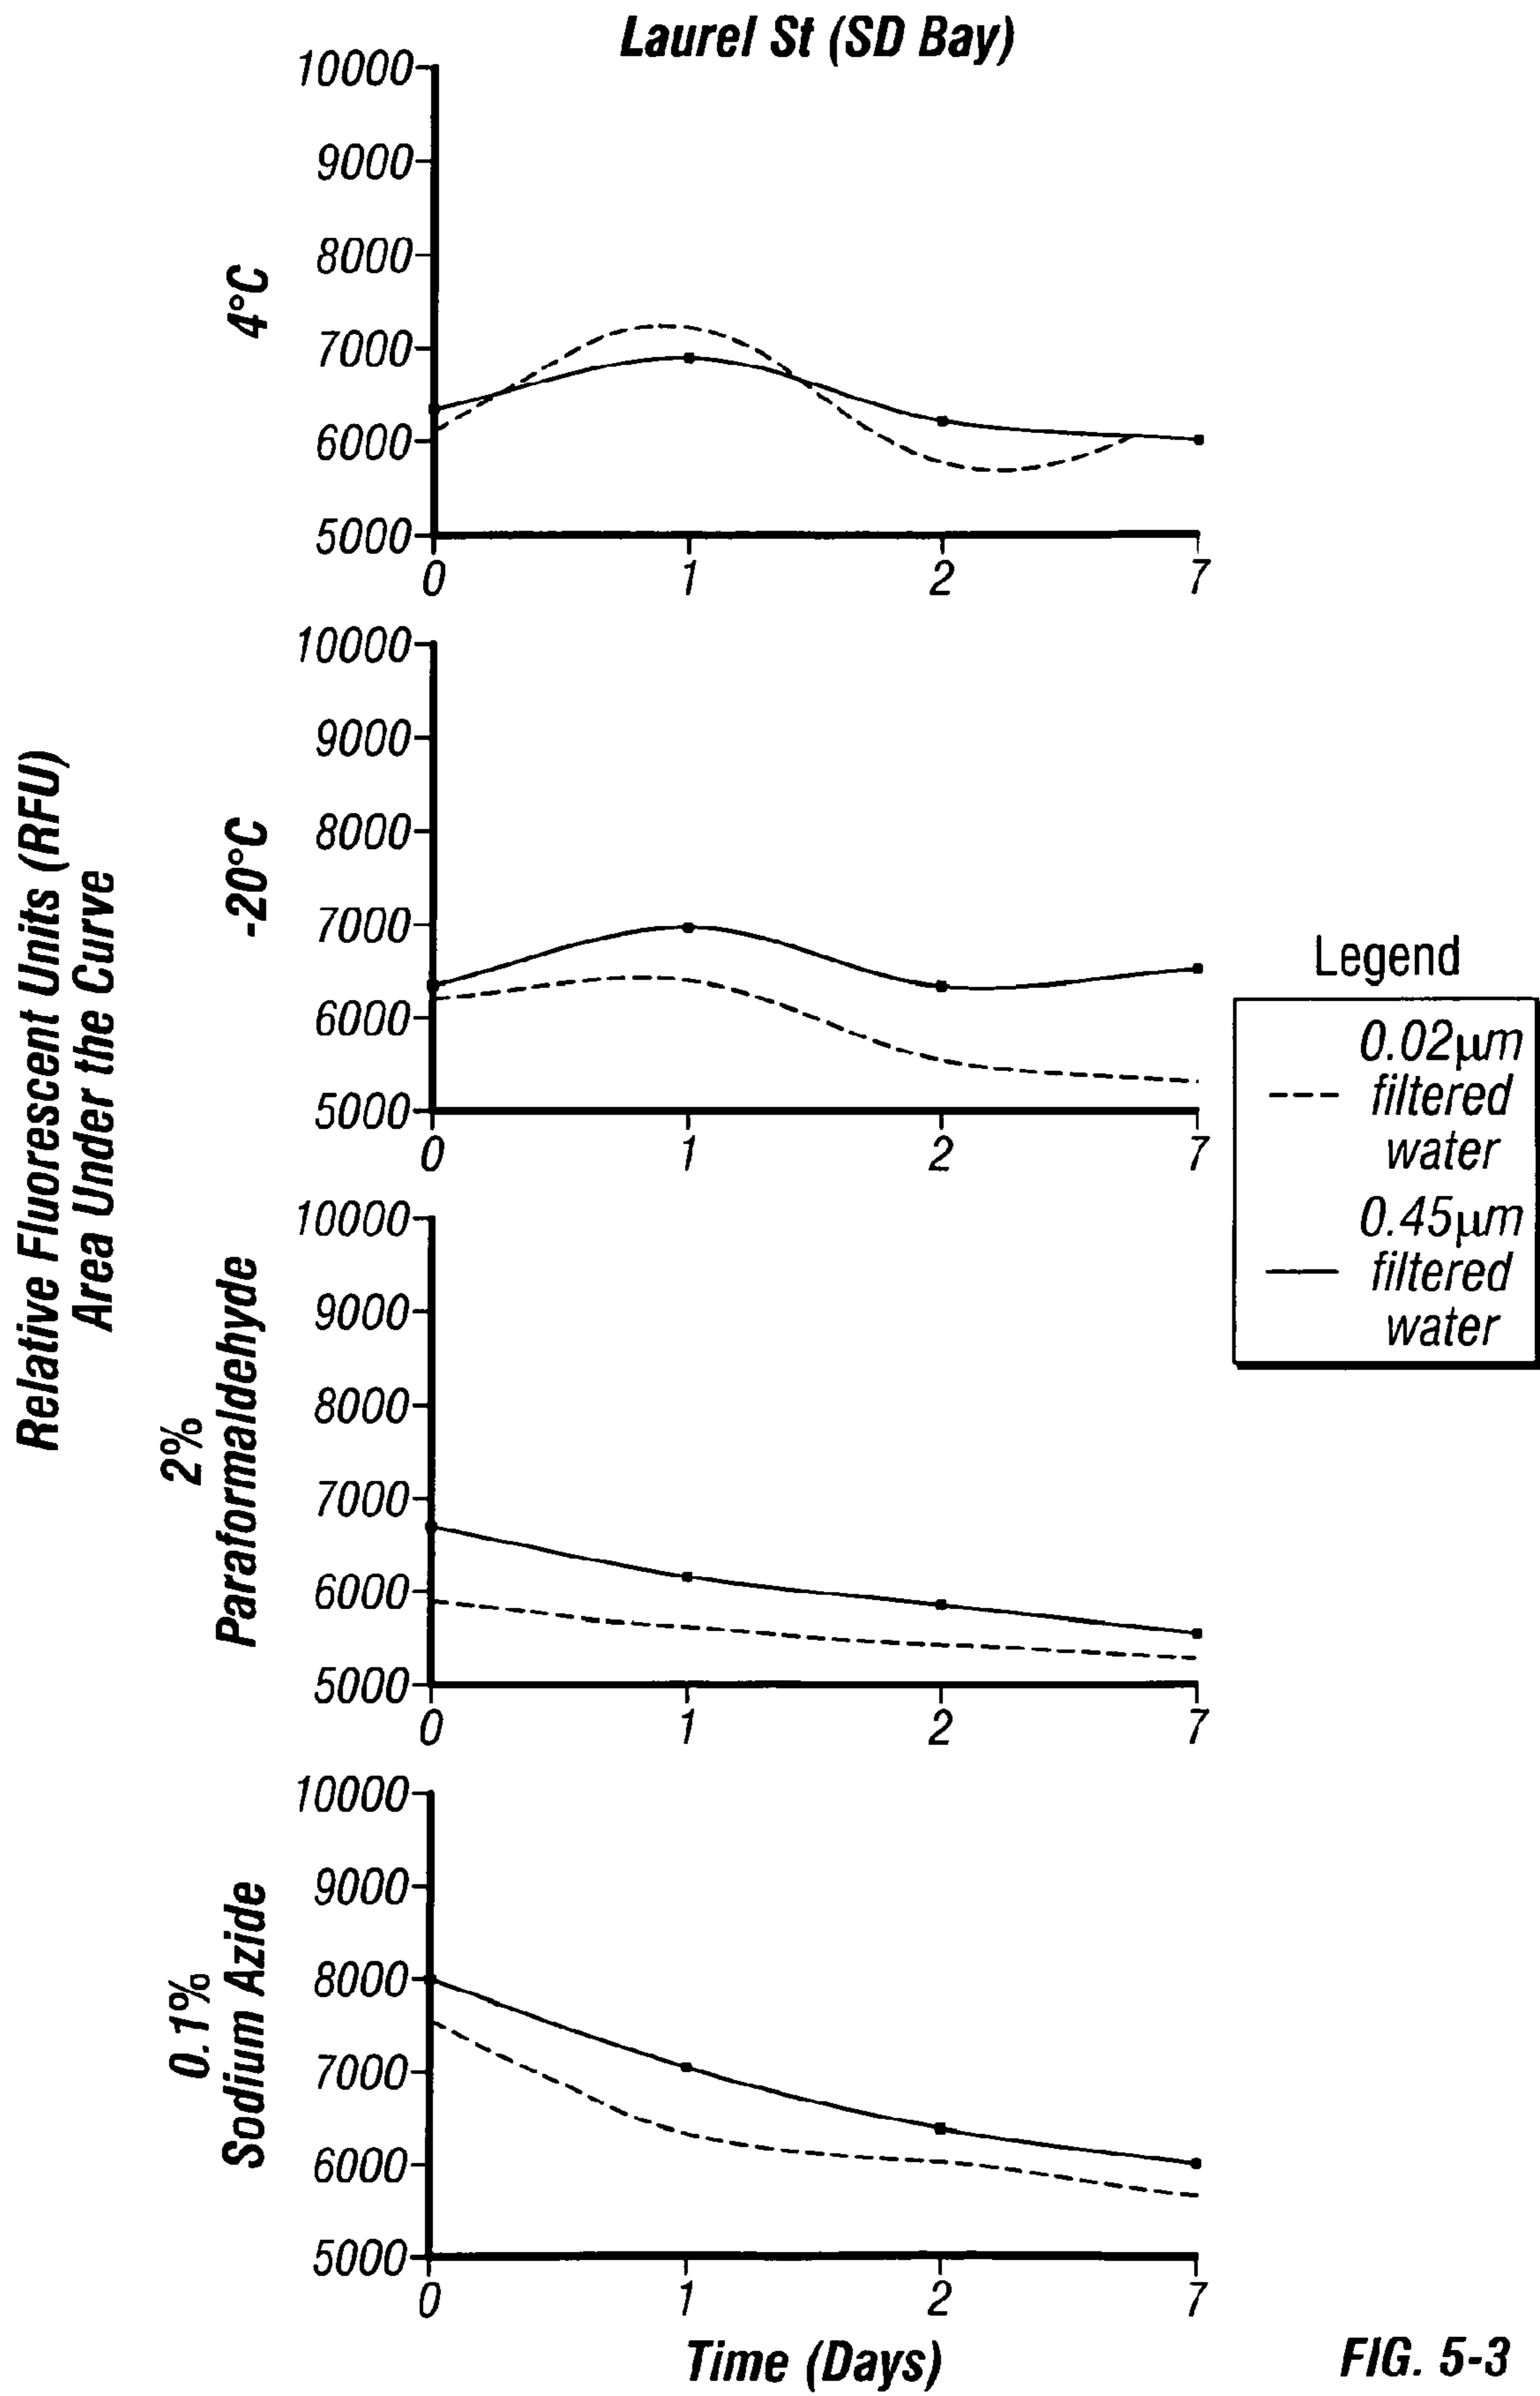 Laurel St (SD Bay)
Relative Fluorescent Units (RFU)
Area Under the Curve
4°C
10000
9000
8000
7000
6000
5000
0 1 2 7
-20°C
10000
9000
8000
7000
6000
5000
0 1 2 7
Legend
0.02µm
filtered
water
0.45µm
filtered
water
2%
Paraformaldehyde
10000
9000
8000
7000
6000
5000
0 1 2 7
0.1%
Sodium Azide
10000
9000
8000
7000
6000
5000
0 1 2 7
Time (Days)
FIG. 5-3